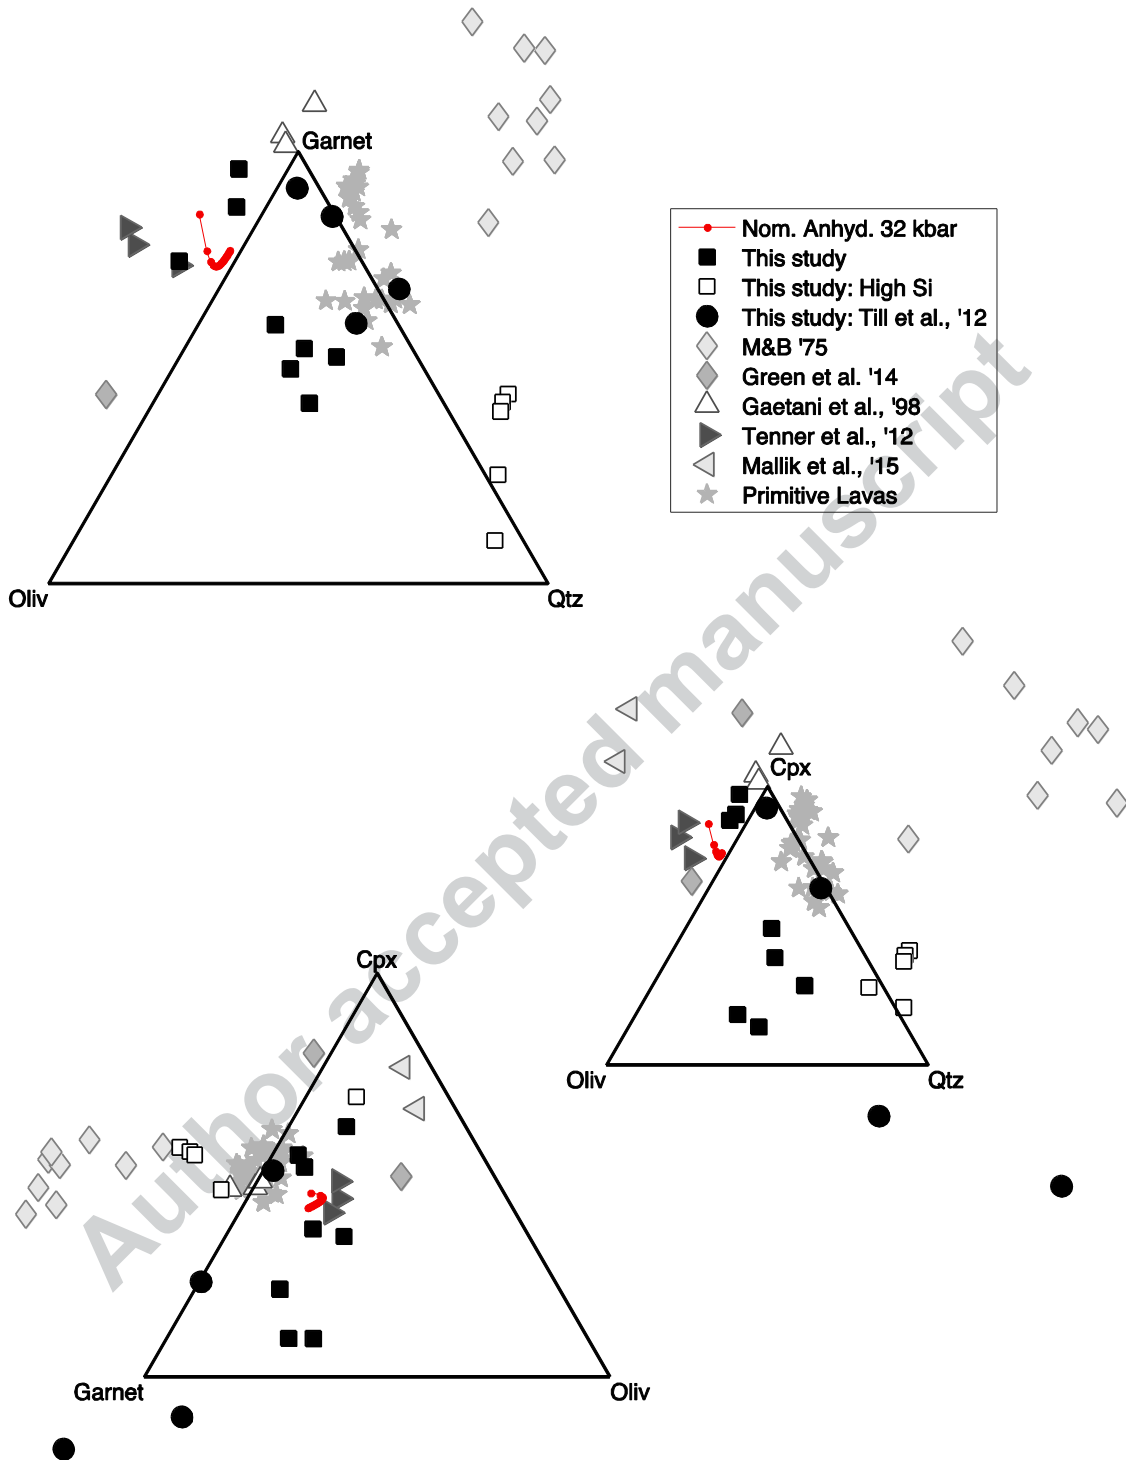 Garnet
Oliv
Qtz
Nom. Anhyd. 32 kbar
This study
This study: High Si
This study: Till et al., '12
M&B '75
Green et al. '14
Gaetani et al., '98
Tenner et al., '12
Mallik et al., '15
Primitive Lavas
Author accepted manuscript
Cpx
Oliv
Qtz
Cpx
Garnet
Oliv